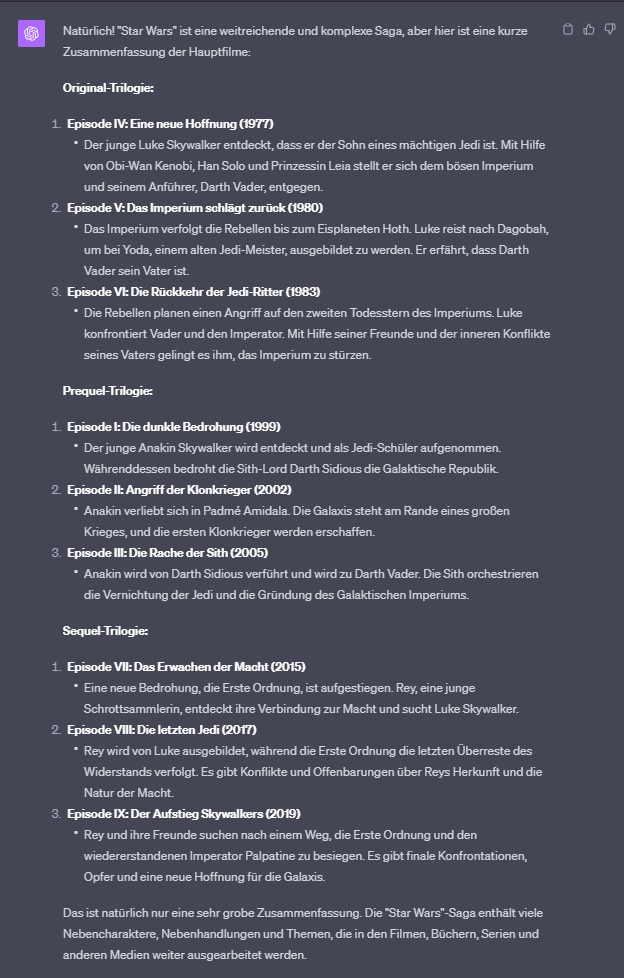 Natürlich! "Star Wars" ist eine weitreichende und komplexe Saga, aber hier ist eine kurze
Zusammenfassung der Hauptfilme:
Original-Trilogie:
1. Episode IV: Eine neue Hoffnung (1977)
• Der junge Luke Skywalker entdeckt, dass er der Sohn eines mächtigen Jedi ist. Mit Hilfe
von Obi-Wan Kenobi, Han Solo und Prinzessin Leia stellt er sich dem bösen Imperium
und seinem Anführer, Darth Vader, entgegen.
2. Episode V: Das Imperium schlägt zurück (1980)
• Das Imperium verfolgt die Rebellen bis zum Eisplaneten Hoth. Luke reist nach Dagobah,
um bei Yoda, einem alten Jedi-Meister, ausgebildet zu werden. Er erfährt, dass Darth
Vader sein Vater ist.
3. Episode VI: Die Rückkehr der Jedi-Ritter (1983)
• Die Rebellen planen einen Angriff auf den zweiten Todesstern des Imperiums. Luke
konfrontiert Vader und den Imperator. Mit Hilfe seiner Freunde und der inneren Konflikte
seines Vaters gelingt es ihm, das Imperium zu stürzen.
Prequel-Trilogie:
1. Episode I: Die dunkle Bedrohung (1999)
• Der junge Anakin Skywalker wird entdeckt und als Jedi-Schüler aufgenommen.
Währenddessen bedroht die Sith-Lord Darth Sidious die Galaktische Republik.
2. Episode II: Angriff der Klonkrieger (2002)
• Anakin verliebt sich in Padmé Amidala. Die Galaxis steht am Rande eines großen
Krieges, und die ersten Klonkrieger werden erschaffen.
3. Episode III: Die Rache der Sith (2005)
• Anakin wird von Darth Sidious verführt und wird zu Darth Vader. Die Sith orchestrieren
die Vernichtung der Jedi und die Gründung des Galaktischen Imperiums.
Sequel-Trilogie:
1. Episode VII: Das Erwachen der Macht (2015)
• Eine neue Bedrohung, die Erste Ordnung, ist aufgestiegen. Rey, eine junge
Schrottsammlerin, entdeckt ihre Verbindung zur Macht und sucht Luke Skywalker.
2. Episode VIII: Die letzten Jedi (2017)
• Rey wird von Luke ausgebildet, während die Erste Ordnung die letzten Überreste des
Widerstands verfolgt. Es gibt Konflikte und Offenbarungen über Reys Herkunft und die
Natur der Macht.
3. Episode IX: Der Aufstieg Skywalkers (2019)
• Rey und ihre Freunde suchen nach einem Weg, die Erste Ordnung und den
wiedererstandenen Imperator Palpatine zu besiegen. Es gibt finale Konfrontationen,
Opfer und eine neue Hoffnung für die Galaxis.
Das ist natürlich nur eine sehr grobe Zusammenfassung. Die "Star Wars"-Saga enthält viele
Nebencharaktere, Nebenhandlungen und Themen, die in den Filmen, Büchern, Serien und
anderen Medien weiter ausgearbeitet werden.